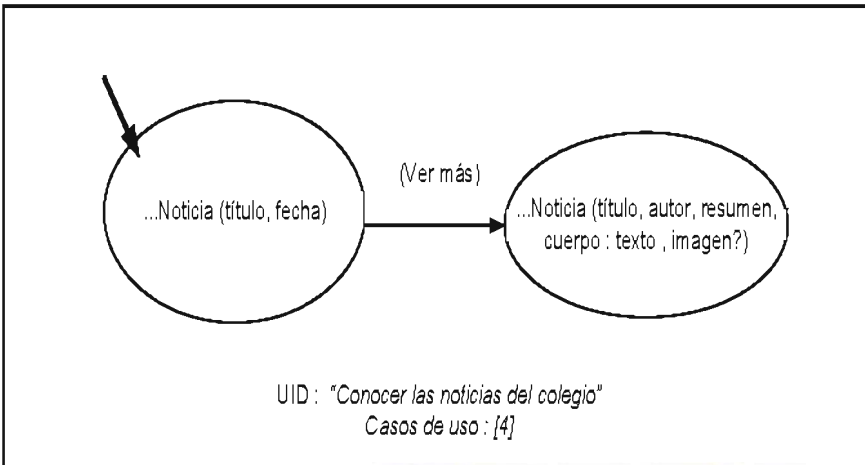 (Ver más)
...Noticia (título, fecha)
...Noticia (título, autor, resumen,
cuerpo : texto , imagen?)
UID : "Conocer las noticias del colegio"
Casos de uso : [4]